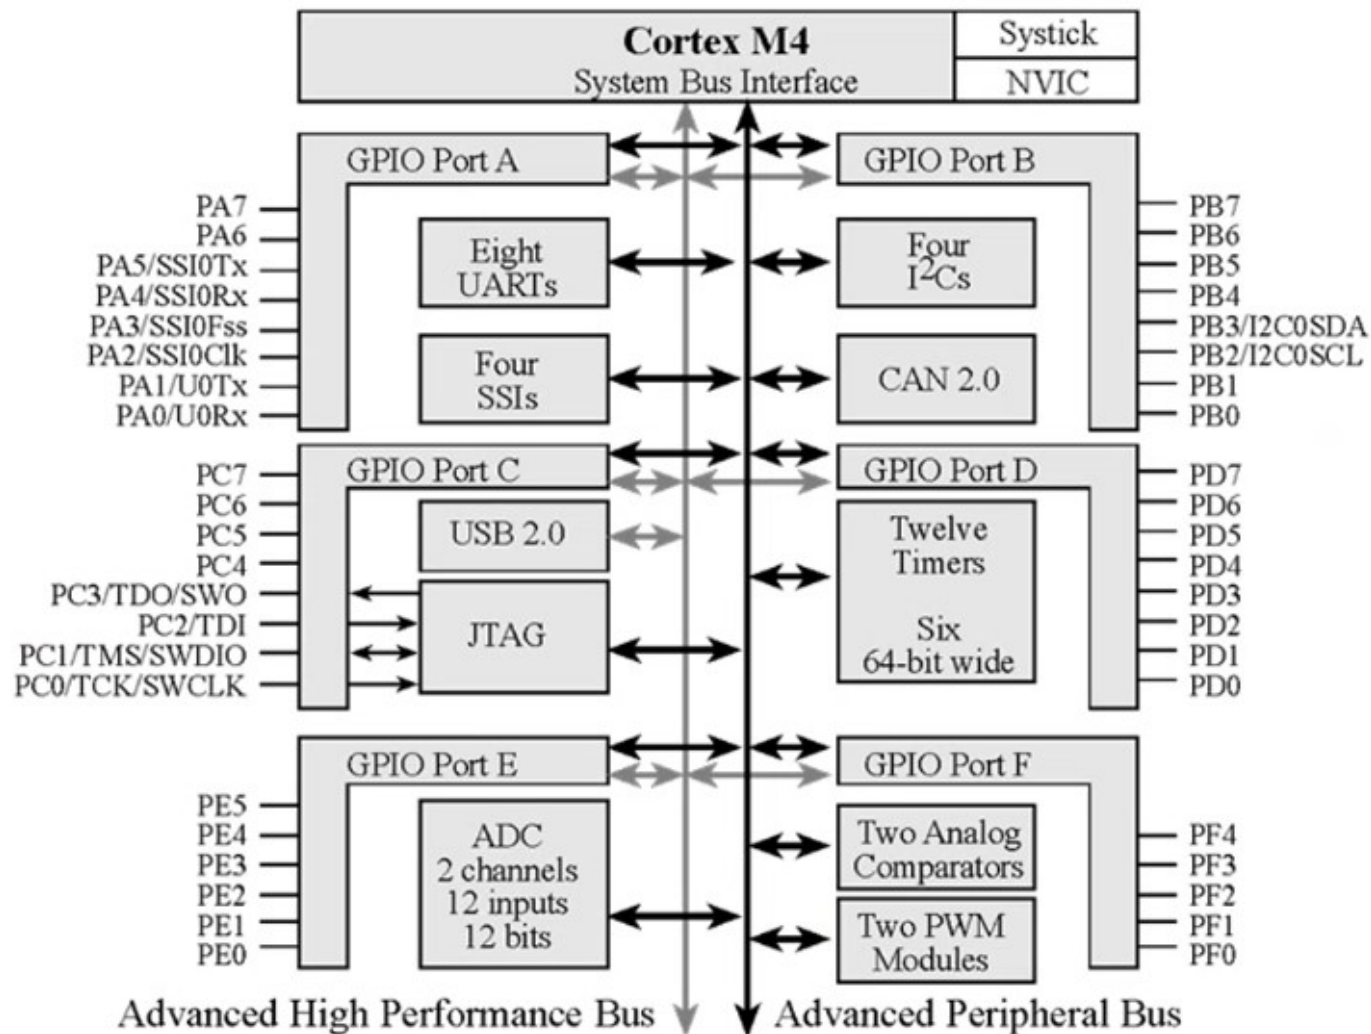 Cortex M4
System Bus Interface
Systick
NVIC
GPIO Port A
PA7
PA6
PA5/SSI0Tx
PA4/SSI0Rx
PA3/SSI0Fss
PA2/SSI0Clk
PA1/U0Tx
PA0/U0Rx
Eight
UARTs
Four
SSIs
GPIO Port B
Four
I²Cs
CAN 2.0
PB7
PB6
PB5
PB4
PB3/I2C0SDA
PB2/I2C0SCL
PB1
PB0
GPIO Port C
PC7
PC6
PC5
PC4
PC3/TDO/SWO
PC2/TDI
PC1/TMS/SWDIO
PC0/TCK/SWCLK
USB 2.0
JTAG
GPIO Port D
Twelve
Timers
Six
64-bit wide
PD7
PD6
PD5
PD4
PD3
PD2
PD1
PD0
GPIO Port E
PE5
PE4
PE3
PE2
PE1
PE0
ADC
2 channels
12 inputs
12 bits
GPIO Port F
Two Analog
Comparators
Two PWM
Modules
PF4
PF3
PF2
PF1
PF0
Advanced High Performance Bus
Advanced Peripheral Bus